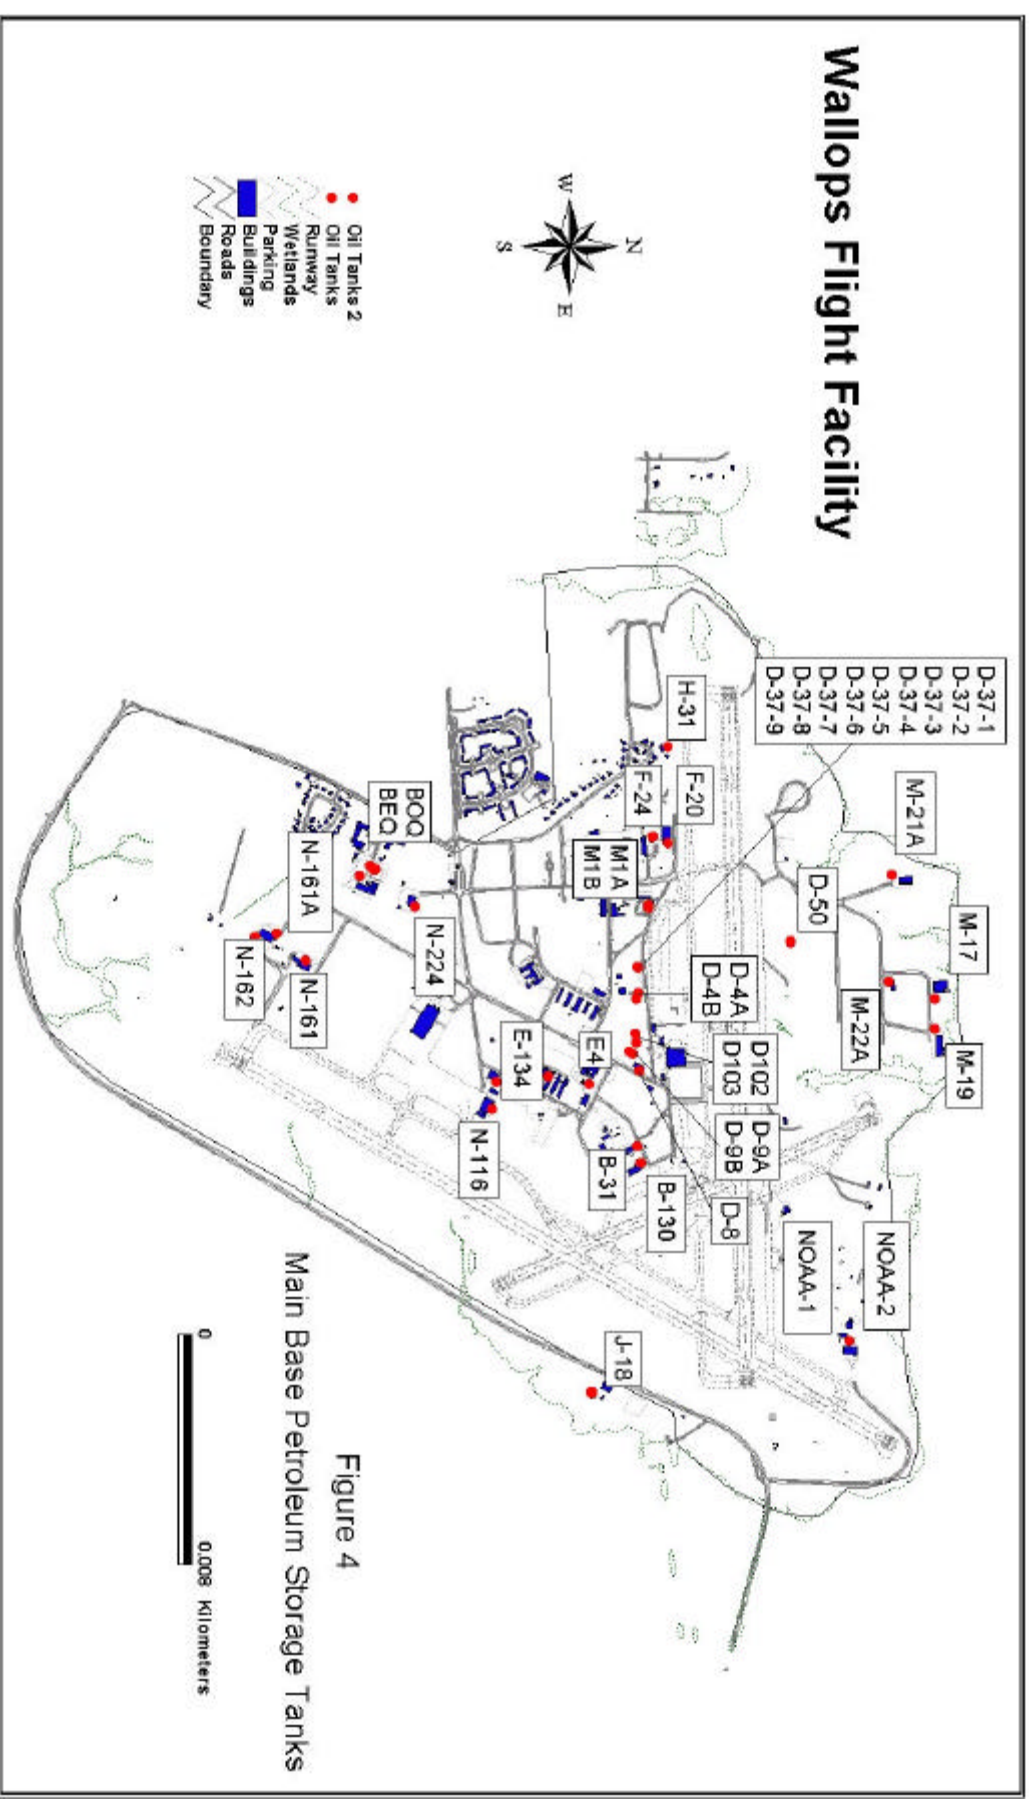 Wallops Flight Facility
N
W
E
S
Oil Tanks 2
Oil Tanks
Runway
Wetlands
Parking
Buildings
Roads
Boundary
D-37-1
D-37-2
D-37-3
D-37-4
D-37-5
D-37-6
D-37-7
D-37-8
D-37-9
M-21A
M-17
M-19
M-22A
D-50
H-31
F-20
F-24
M1A
M1B
D-4A
D-4B
D102
D103
D-9A
D-9B
D-8
NOAA-2
NOAA-1
B-130
B-31
E4
E-134
N-116
J-18
BOQ
BEQ
N-224
N-161A
N-161
N-162
Figure 4
Main Base Petroleum Storage Tanks
0
0.008 Kilometers